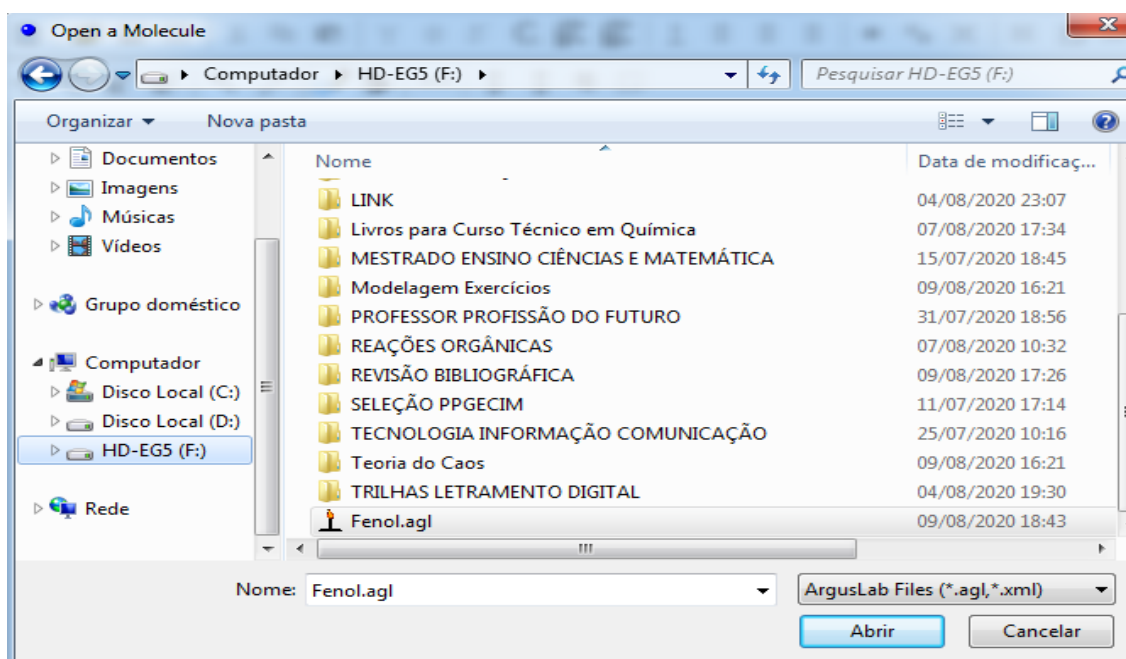 Open a Molecule
Computador HD-EG5 (F:)
Pesquisar HD-EG5 (F:)
Organizar Nova pasta
Documentos
Imagens
Músicas
Vídeos
Grupo doméstico
Computador
Disco Local (C:)
Disco Local (D:)
HD-EG5 (F:)
Rede
Nome Data de modificaç...
LINK 04/08/2020 23:07
Livros para Curso Técnico em Química 07/08/2020 17:34
MESTRADO ENSINO CIÊNCIAS E MATEMÁTICA 15/07/2020 18:45
Modelagem Exercícios 09/08/2020 16:21
PROFESSOR PROFISSÃO DO FUTURO 31/07/2020 18:56
REAÇÕES ORGÂNICAS 07/08/2020 10:32
REVISÃO BIBLIOGRÁFICA 09/08/2020 17:26
SELEÇÃO PPGECIM 11/07/2020 17:14
TECNOLOGIA INFORMAÇÃO COMUNICAÇÃO 25/07/2020 10:16
Teoria do Caos 09/08/2020 16:21
TRILHAS LETRAMENTO DIGITAL 04/08/2020 19:30
Fenol.agl 09/08/2020 18:43
Nome: Fenol.agl
ArgusLab Files (*.agl,*.xml)
Abrir Cancelar